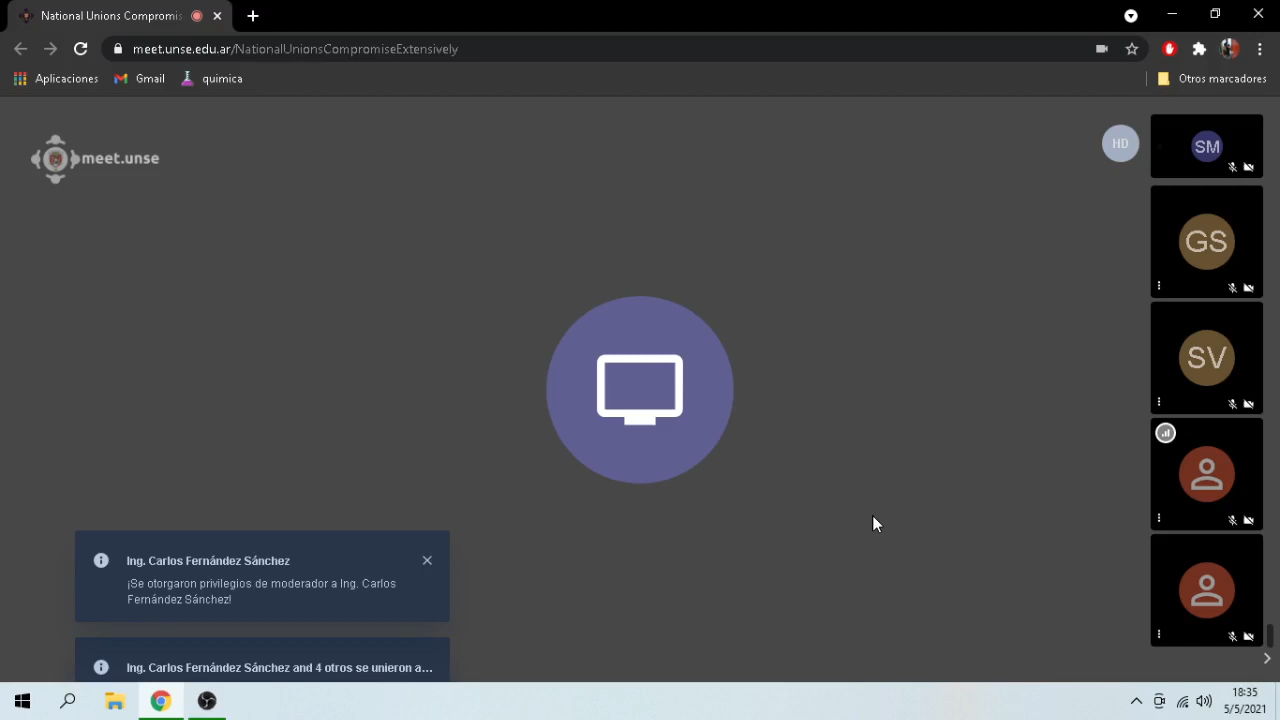 National Unions Compromis
meet.unse.edu.ar/NationalUnionsCompromiseExtensively
Aplicaciones
Gmail
quimica
Otros marcadores
meet.unse
HD
SM
GS
SV
Ing. Carlos Fernández Sánchez
¡Se otorgaron privilegios de moderador a Ing. Carlos
Fernández Sánchez!
Ing. Carlos Fernández Sánchez and 4 otros se unieron a...
18:35
5/5/2021